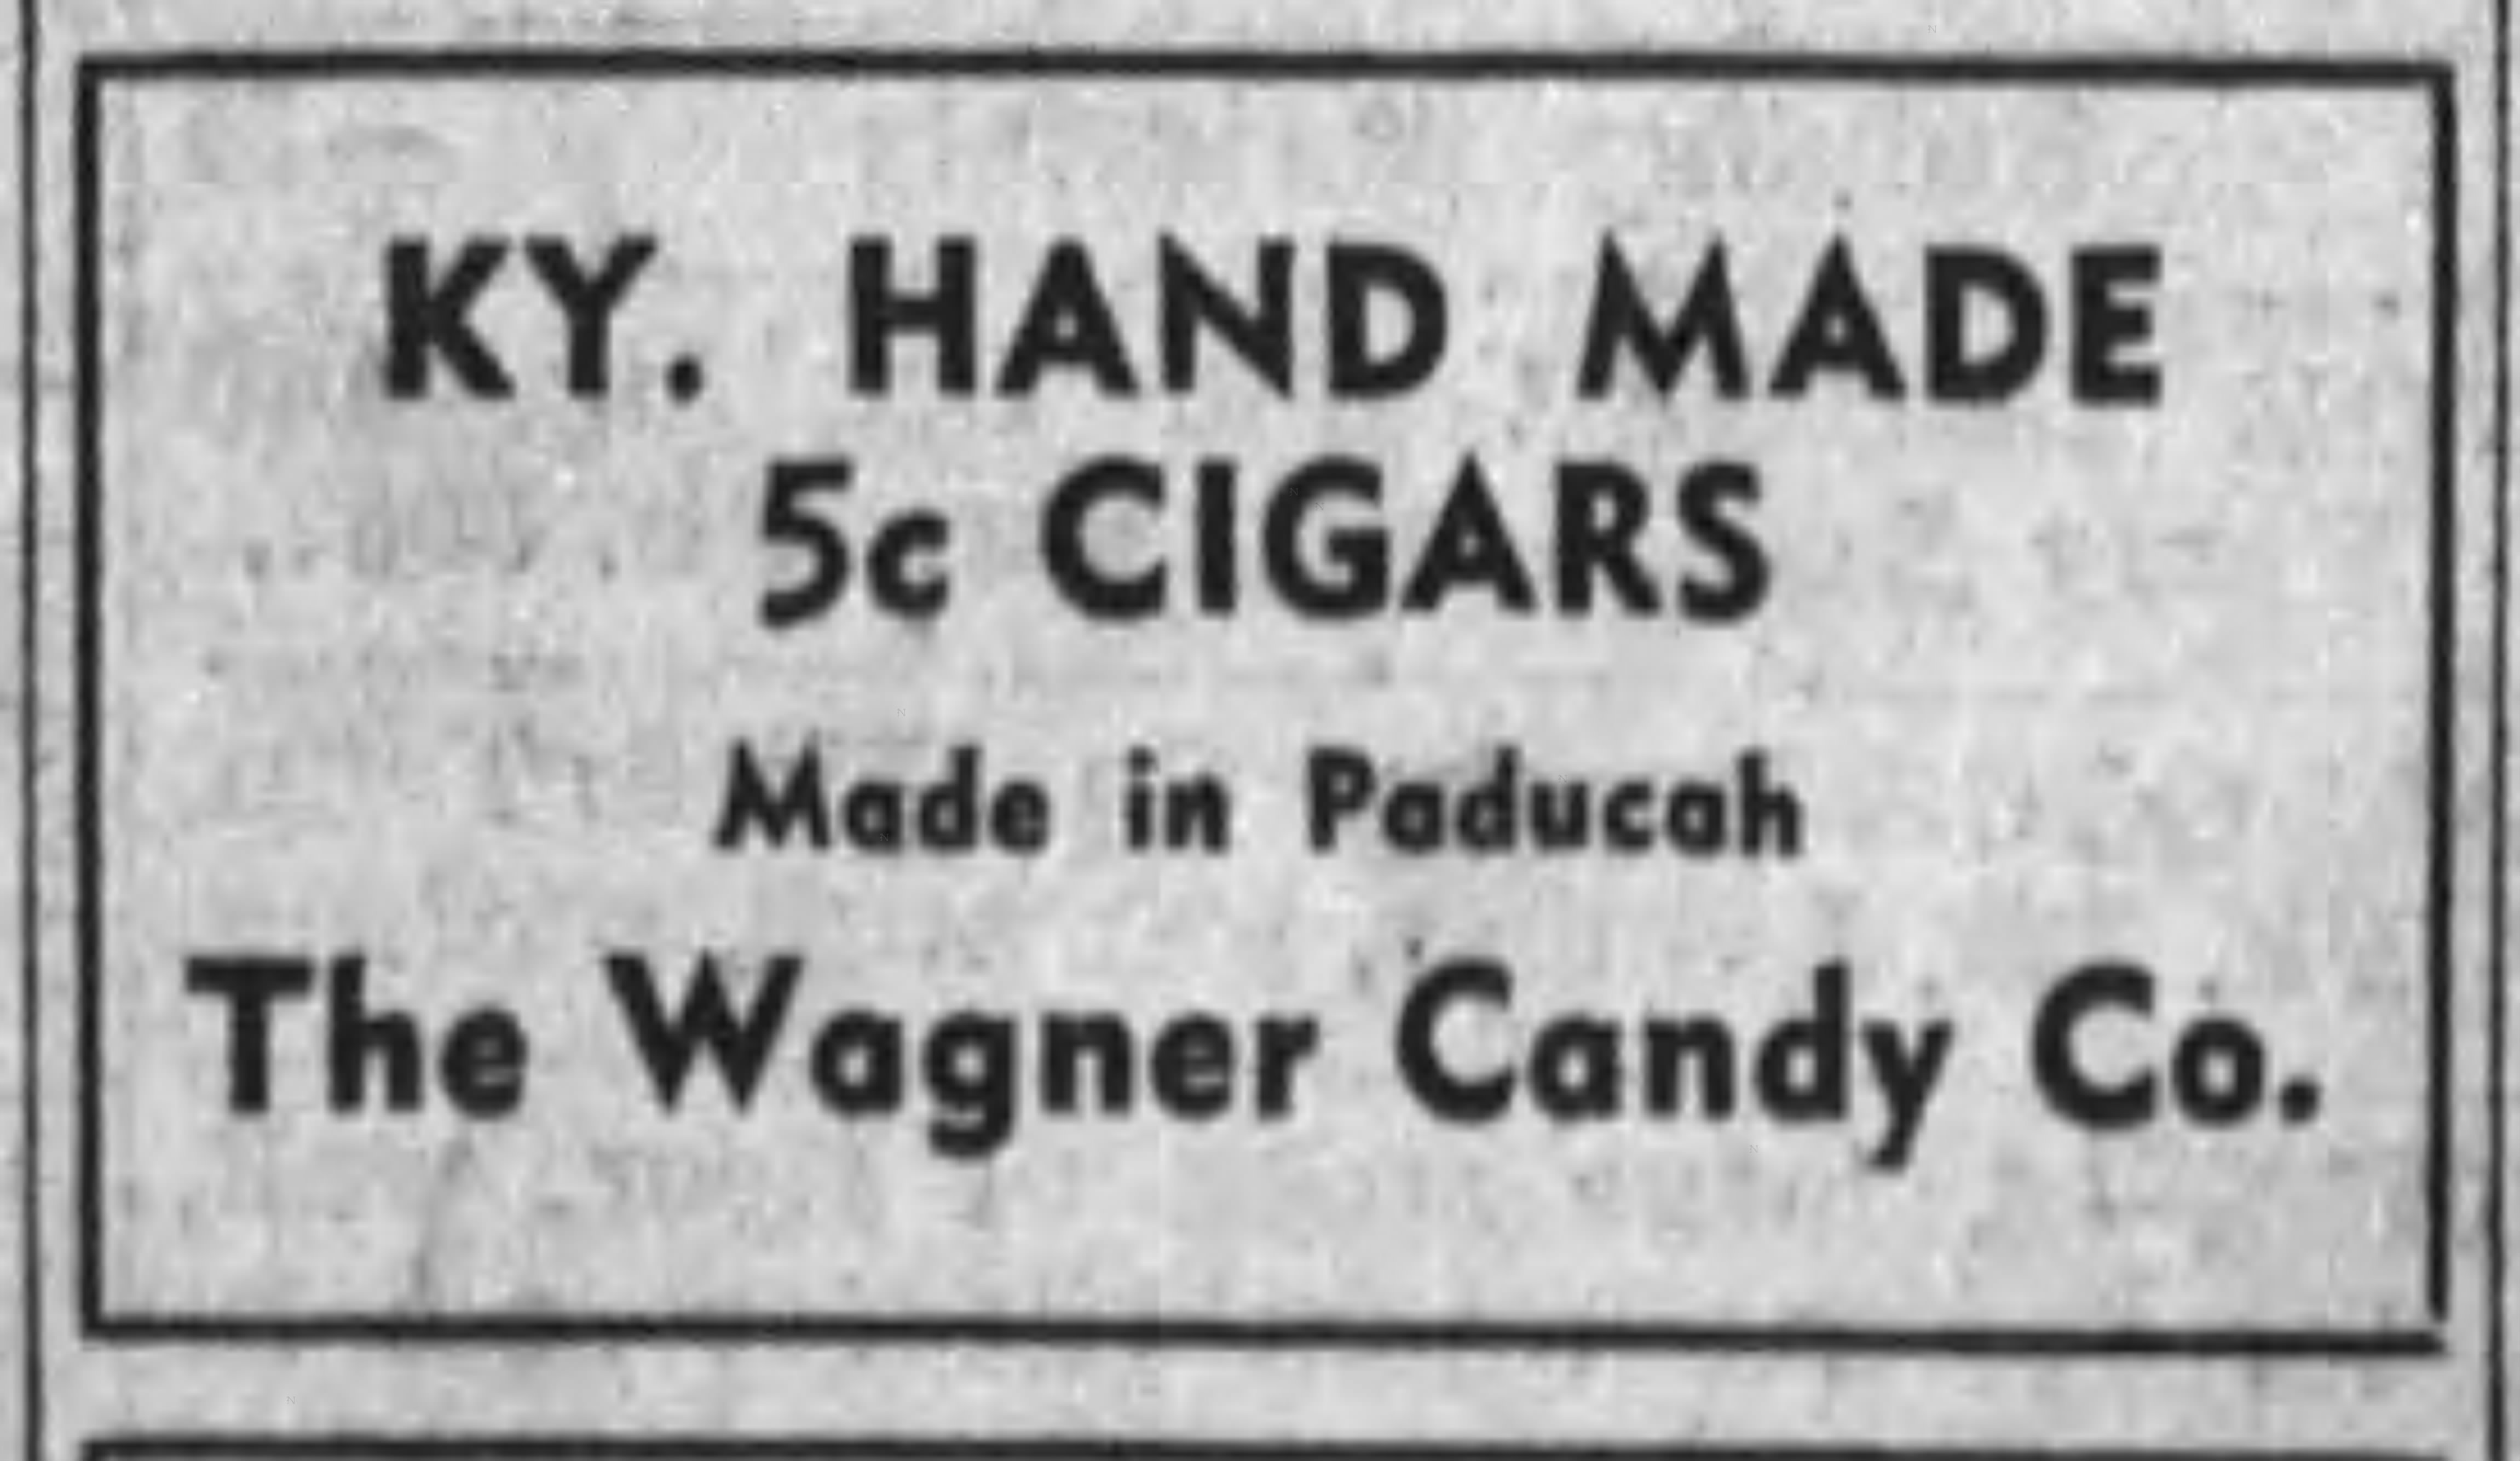 KY. HAND MADE
5c CIGARS
Made in Paducah
The Wagner Candy Co.